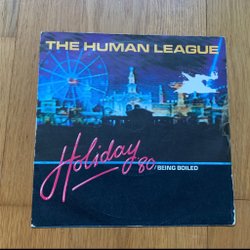 THE HUMAN LEAGUE
Holiday '80/BEING BOILED